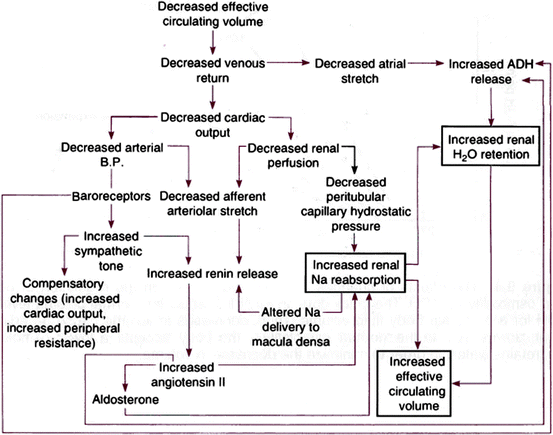 Decreased effective
circulating volume
Decreased venous
return
Decreased atrial
stretch
Increased ADH
release
Decreased cardiac
output
Increased renal
H2O retention
Decreased arterial
B.P.
Decreased renal
perfusion
Baroreceptors
Decreased afferent
arteriolar stretch
Decreased
peritubular
capillary hydrostatic
pressure
Increased
sympathetic
tone
Compensatory
changes (increased
cardiac output,
increased peripheral
resistance)
Increased renin release
Increased renal
Na reabsorption
Altered Na
delivery to
macula densa
Increased
angiotensin II
Aldosterone
Increased
effective
circulating
volume